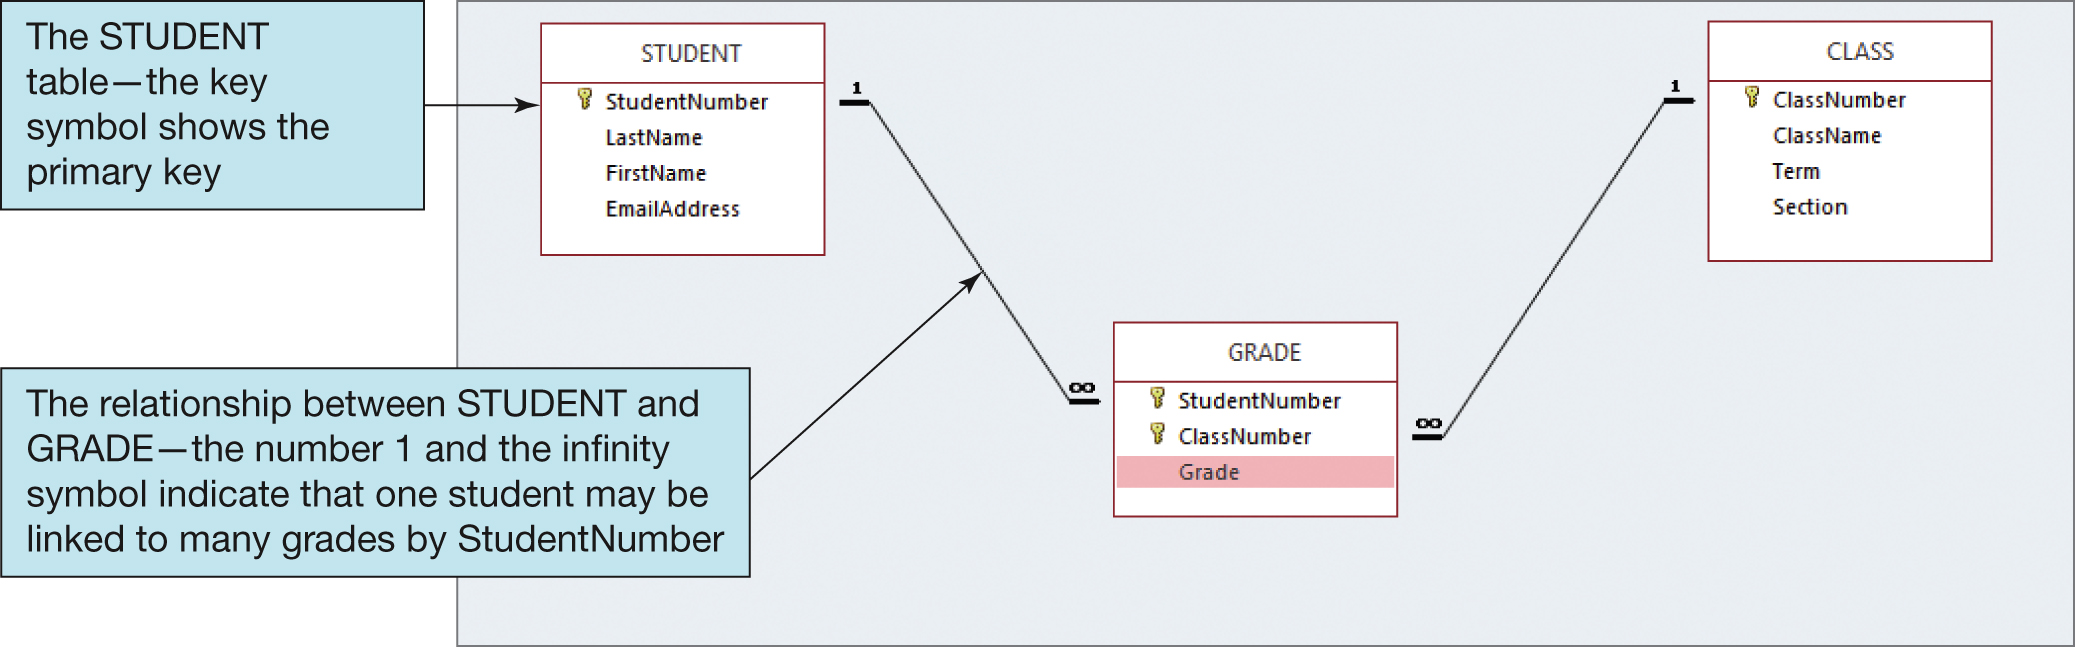 The STUDENT
table—the key
symbol shows the
primary key
STUDENT
StudentNumber
LastName
FirstName
EmailAddress
1
1
CLASS
ClassNumber
ClassName
Term
Section
The relationship between STUDENT and
GRADE—the number 1 and the infinity
symbol indicate that one student may be
linked to many grades by StudentNumber
∞
GRADE
StudentNumber
ClassNumber
Grade
∞